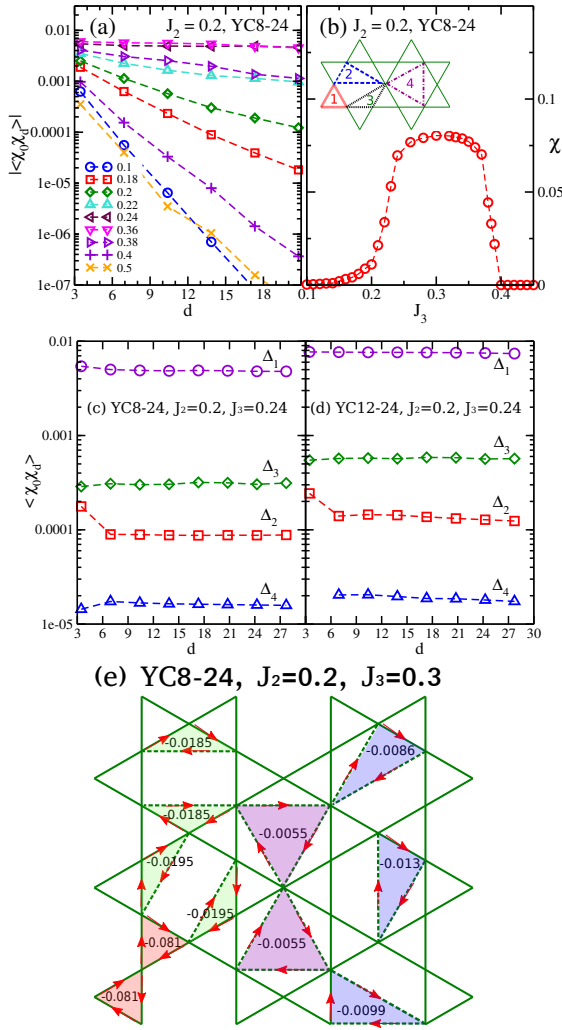 (a) J₂ = 0.2, YC8-24
0.01
0.001
0.0001
1e-05
1e-06
1e-07
|<χ₀χ_d>|
0.1
0.18
0.2
0.22
0.24
0.36
0.38
0.4
0.5
3 6 9 12 15 18 21
d
(b) J₂ = 0.2, YC8-24
1
2
3
4
0.1
χ
0.05
0
0.1 0.2 0.3 0.4
J₃
0.01
0.001
0.0001
1e-05
<χ₀χ_d>
Δ₁
(c) YC8-24, J₂=0.2, J₃=0.24
Δ₃
Δ₂
Δ₄
3 6 9 12 15 18 21 24 27
d
Δ₁
(d) YC12-24, J₂=0.2, J₃=0.24
Δ₃
Δ₂
Δ₄
3 6 9 12 15 18 21 24 27 30
d
(e) YC8-24, J₂=0.2, J₃=0.3
-0.0185
-0.0086
-0.0185
-0.0055
-0.0195
-0.013
-0.0195
-0.081
-0.0055
-0.081
-0.0099